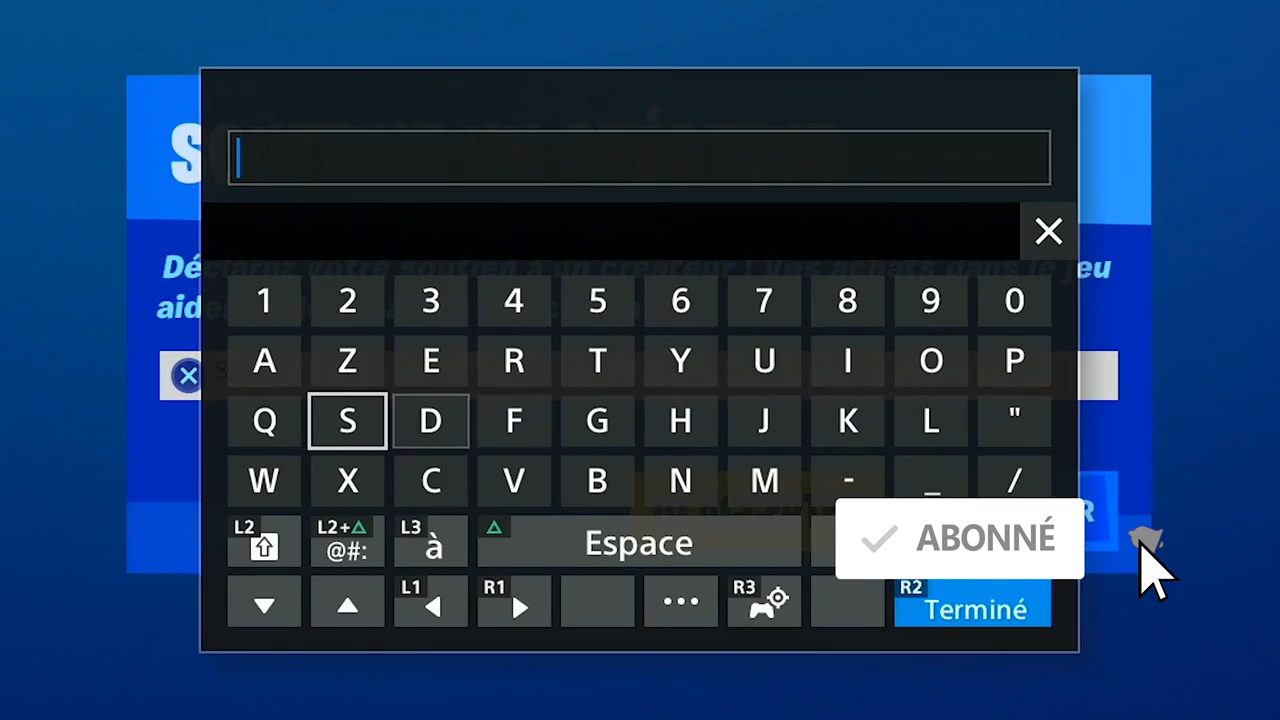 S
Déclarez votre soutien à un créateur ! Vos achats dans le jeu
aide
1 2 3 4 5 6 7 8 9 0
A Z E R T Y U I O P
Q S D F G H J K L "
W X C V B N M - _ /
L2 L2+△ @#: L3 à △ Espace
ABONNÉ
R
L1 R1 ... R3 R2 Terminé